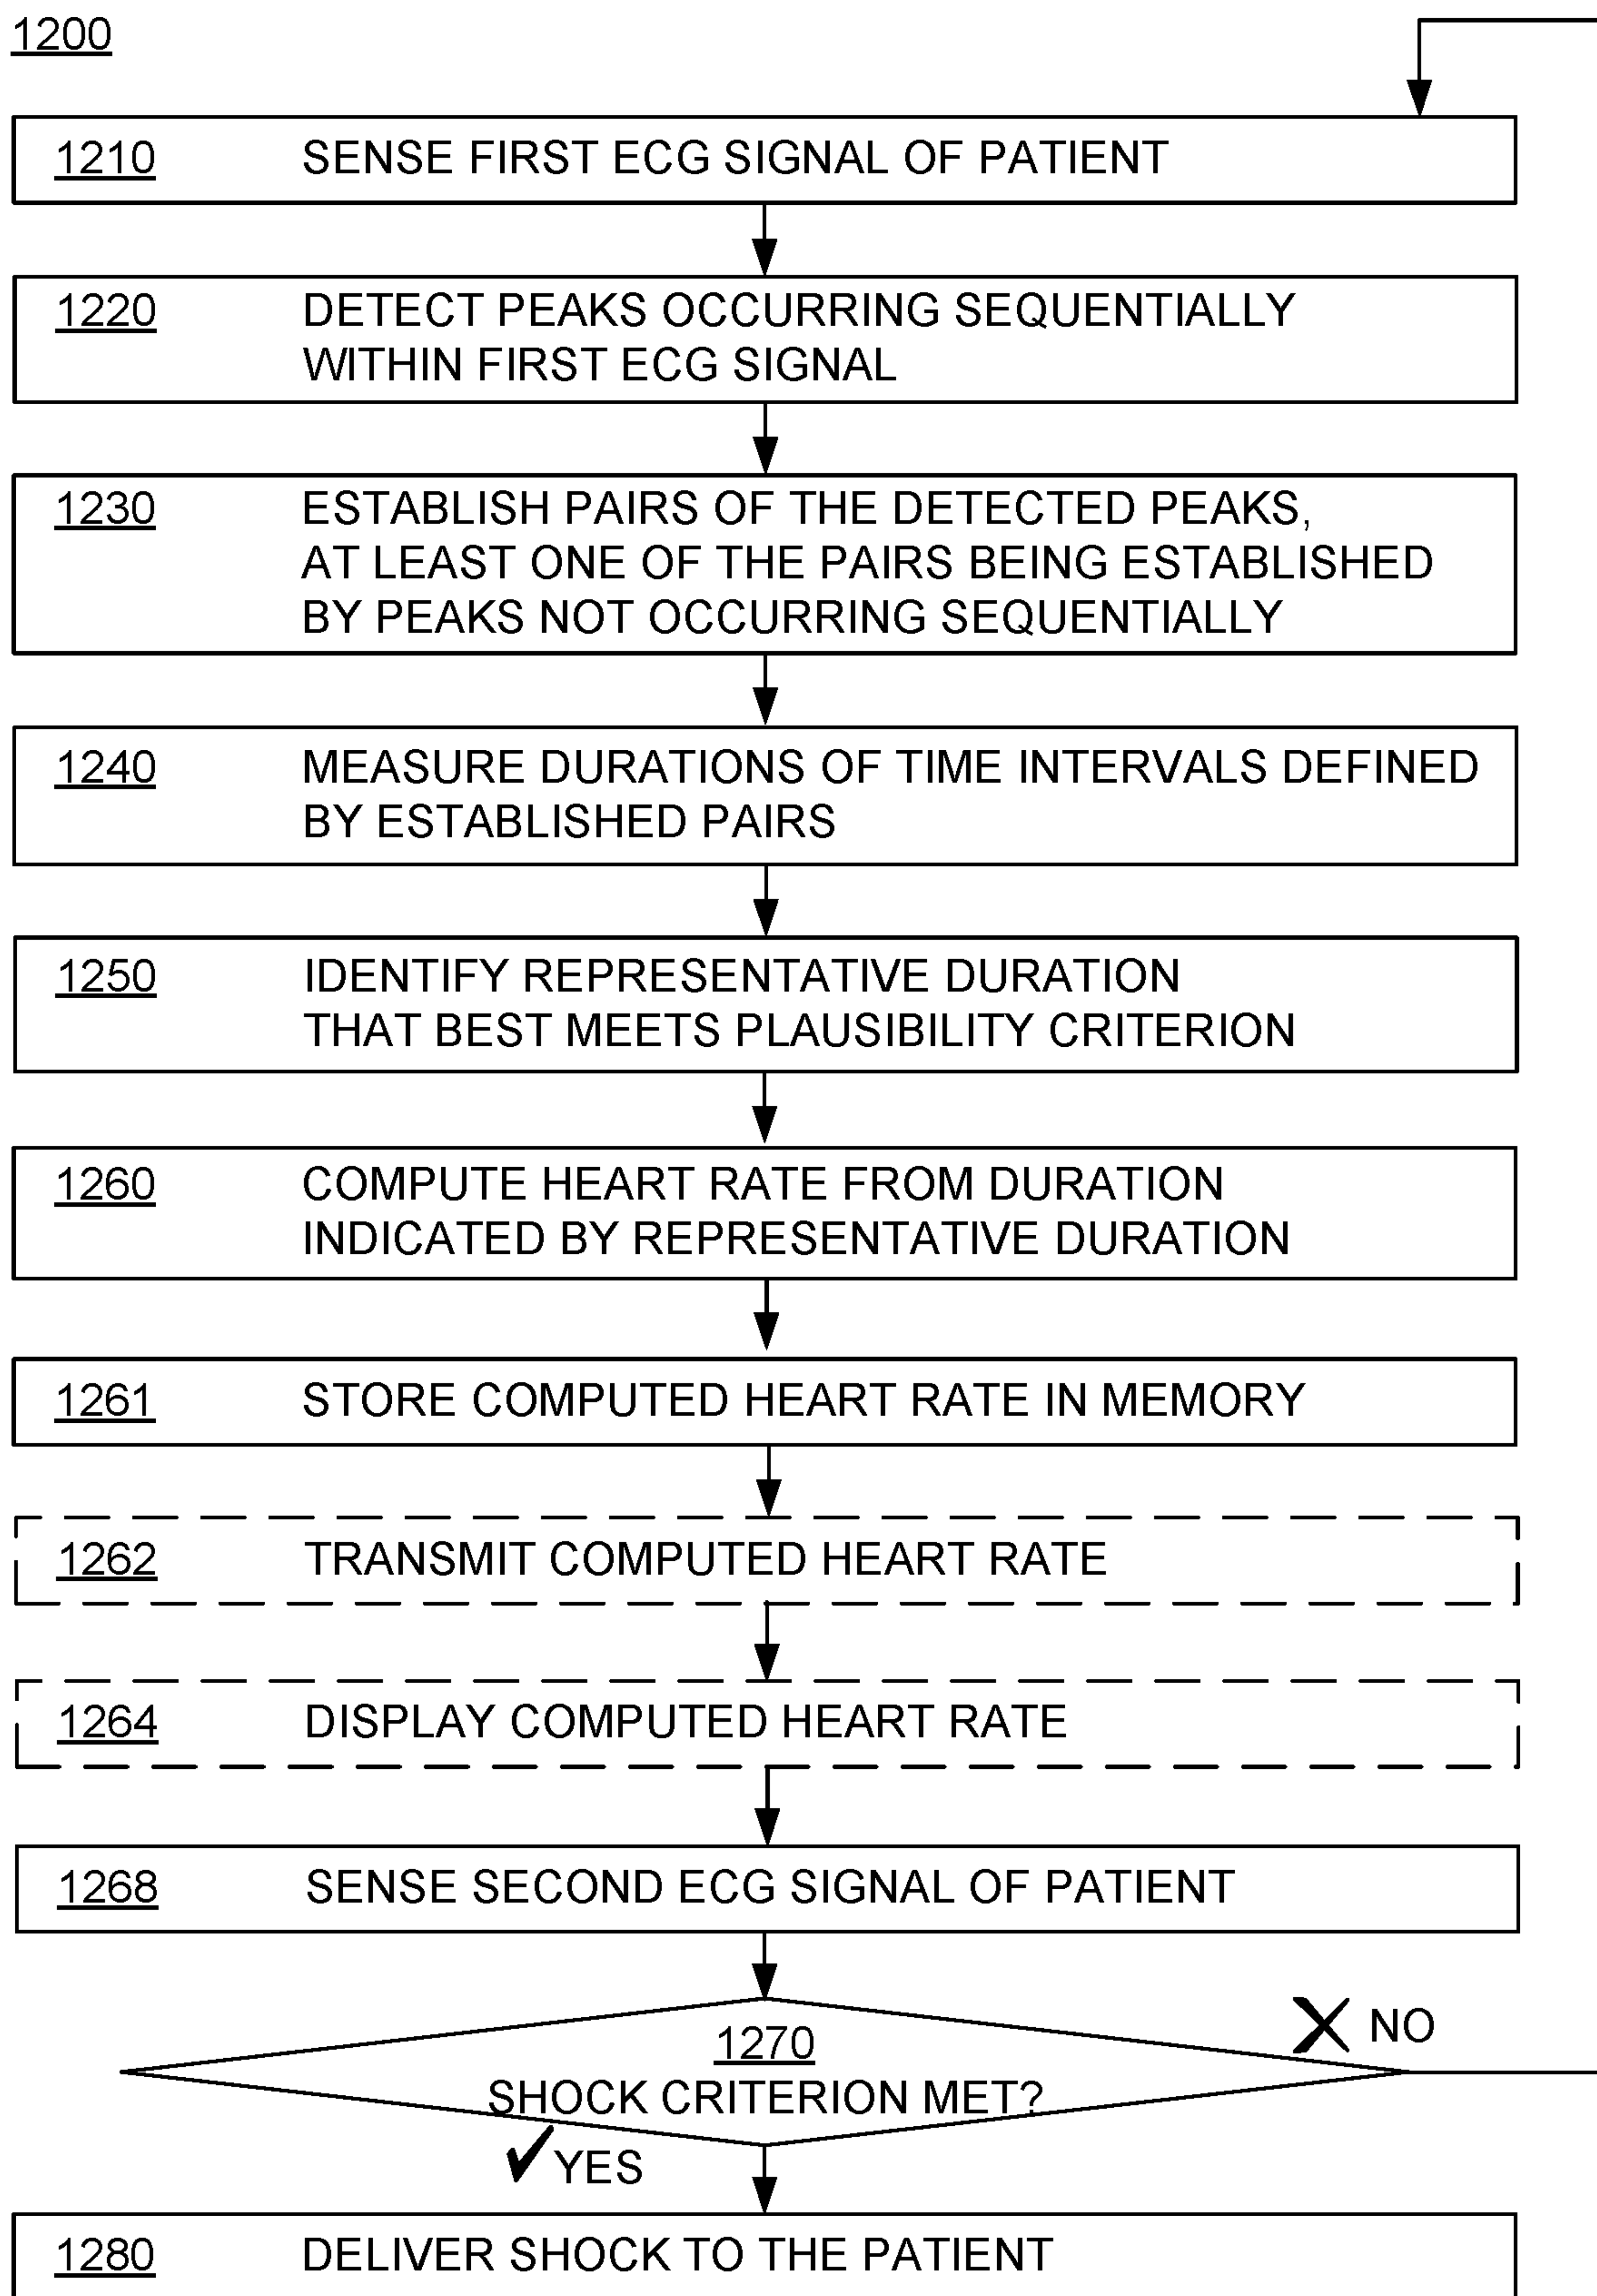 1200
1210 SENSE FIRST ECG SIGNAL OF PATIENT
1220 DETECT PEAKS OCCURRING SEQUENTIALLY
WITHIN FIRST ECG SIGNAL
1230 ESTABLISH PAIRS OF THE DETECTED PEAKS,
AT LEAST ONE OF THE PAIRS BEING ESTABLISHED
BY PEAKS NOT OCCURRING SEQUENTIALLY
1240 MEASURE DURATIONS OF TIME INTERVALS DEFINED
BY ESTABLISHED PAIRS
1250 IDENTIFY REPRESENTATIVE DURATION
THAT BEST MEETS PLAUSIBILITY CRITERION
1260 COMPUTE HEART RATE FROM DURATION
INDICATED BY REPRESENTATIVE DURATION
1261 STORE COMPUTED HEART RATE IN MEMORY
1262 TRANSMIT COMPUTED HEART RATE
1264 DISPLAY COMPUTED HEART RATE
1268 SENSE SECOND ECG SIGNAL OF PATIENT
NO
1270
SHOCK CRITERION MET?
YES
1280 DELIVER SHOCK TO THE PATIENT